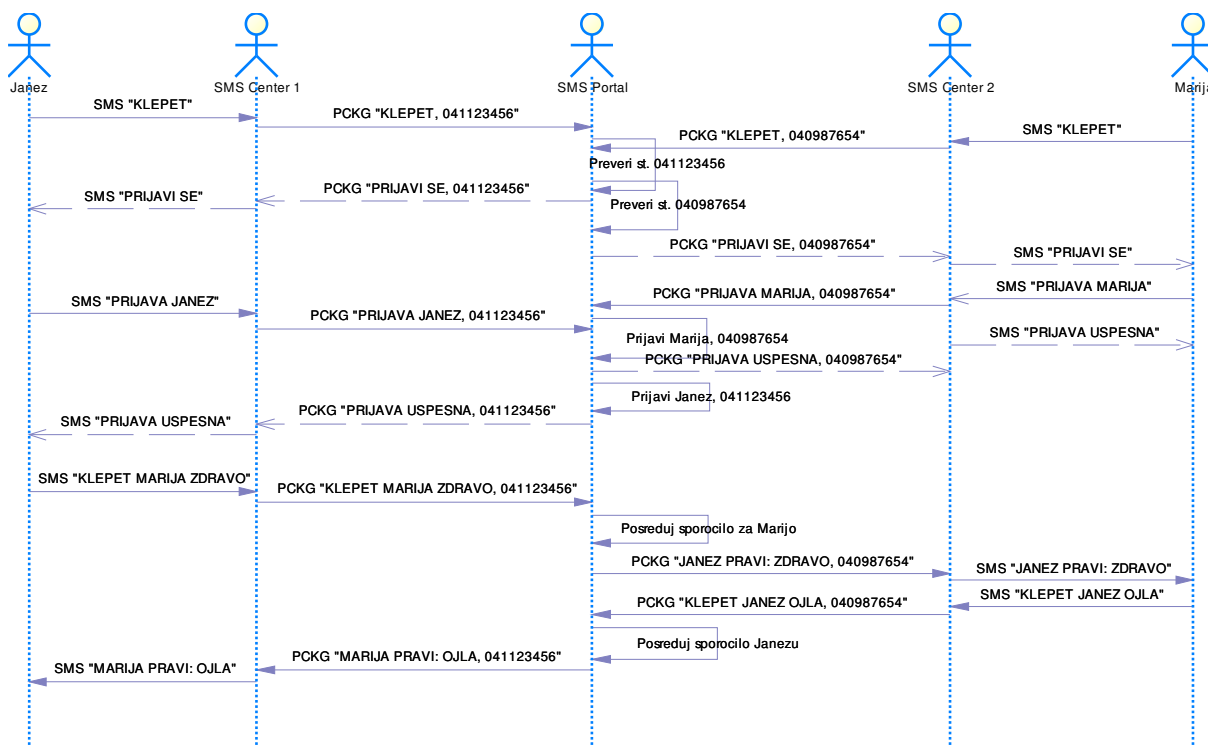 Janez
SMS Center 1
SMS Portal
SMS Center 2
Marija
SMS "KLEPET"
PCKG "KLEPET, 041123456"
SMS "KLEPET"
PCKG "KLEPET, 040987654"
Preveri st. 041123456
PCKG "PRIJAVI SE, 041123456"
SMS "PRIJAVI SE"
Preveri st. 040987654
PCKG "PRIJAVI SE, 040987654"
SMS "PRIJAVI SE"
SMS "PRIJAVA MARIJA"
PCKG "PRIJAVA MARIJA, 040987654"
SMS "PRIJAVA JANEZ"
PCKG "PRIJAVA JANEZ, 041123456"
SMS "PRIJAVA USPESNA"
Prijavi Marija, 040987654
PCKG "PRIJAVA USPESNA, 040987654"
Prijavi Janez, 041123456
PCKG "PRIJAVA USPESNA, 041123456"
SMS "PRIJAVA USPESNA"
SMS "KLEPET MARIJA ZDRAVO"
PCKG "KLEPET MARIJA ZDRAVO, 041123456"
Posreduj sporocilo za Marijo
PCKG "JANEZ PRAVI: ZDRAVO, 040987654"
SMS "JANEZ PRAVI: ZDRAVO"
SMS "KLEPET JANEZ OJLA"
PCKG "KLEPET JANEZ OJLA, 040987654"
Posreduj sporocilo Janezu
PCKG "MARIJA PRAVI: OJLA, 041123456"
SMS "MARIJA PRAVI: OJLA"